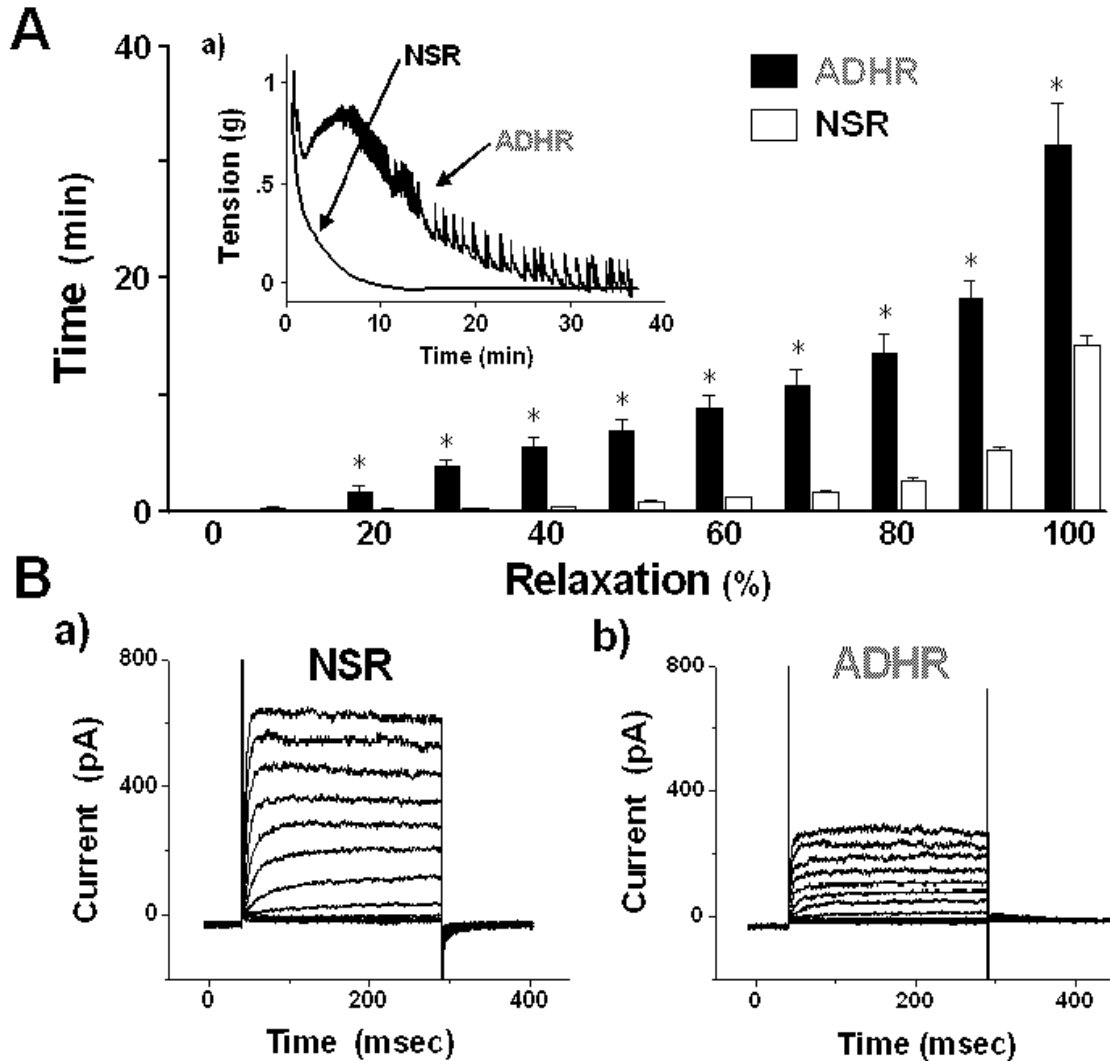 A
a)
NSR
ADHR
Tension (g)
1
.5
0
0 10 20 30 40
Time (min)
ADHR
NSR
Time (min)
40
20
0
* * * * * * * * *
0 20 40 60 80 100
Relaxation (%)
B
a)
NSR
Current (pA)
800
400
0
0 200 400
Time (msec)
b)
ADHR
Current (pA)
800
400
0
0 200 400
Time (msec)